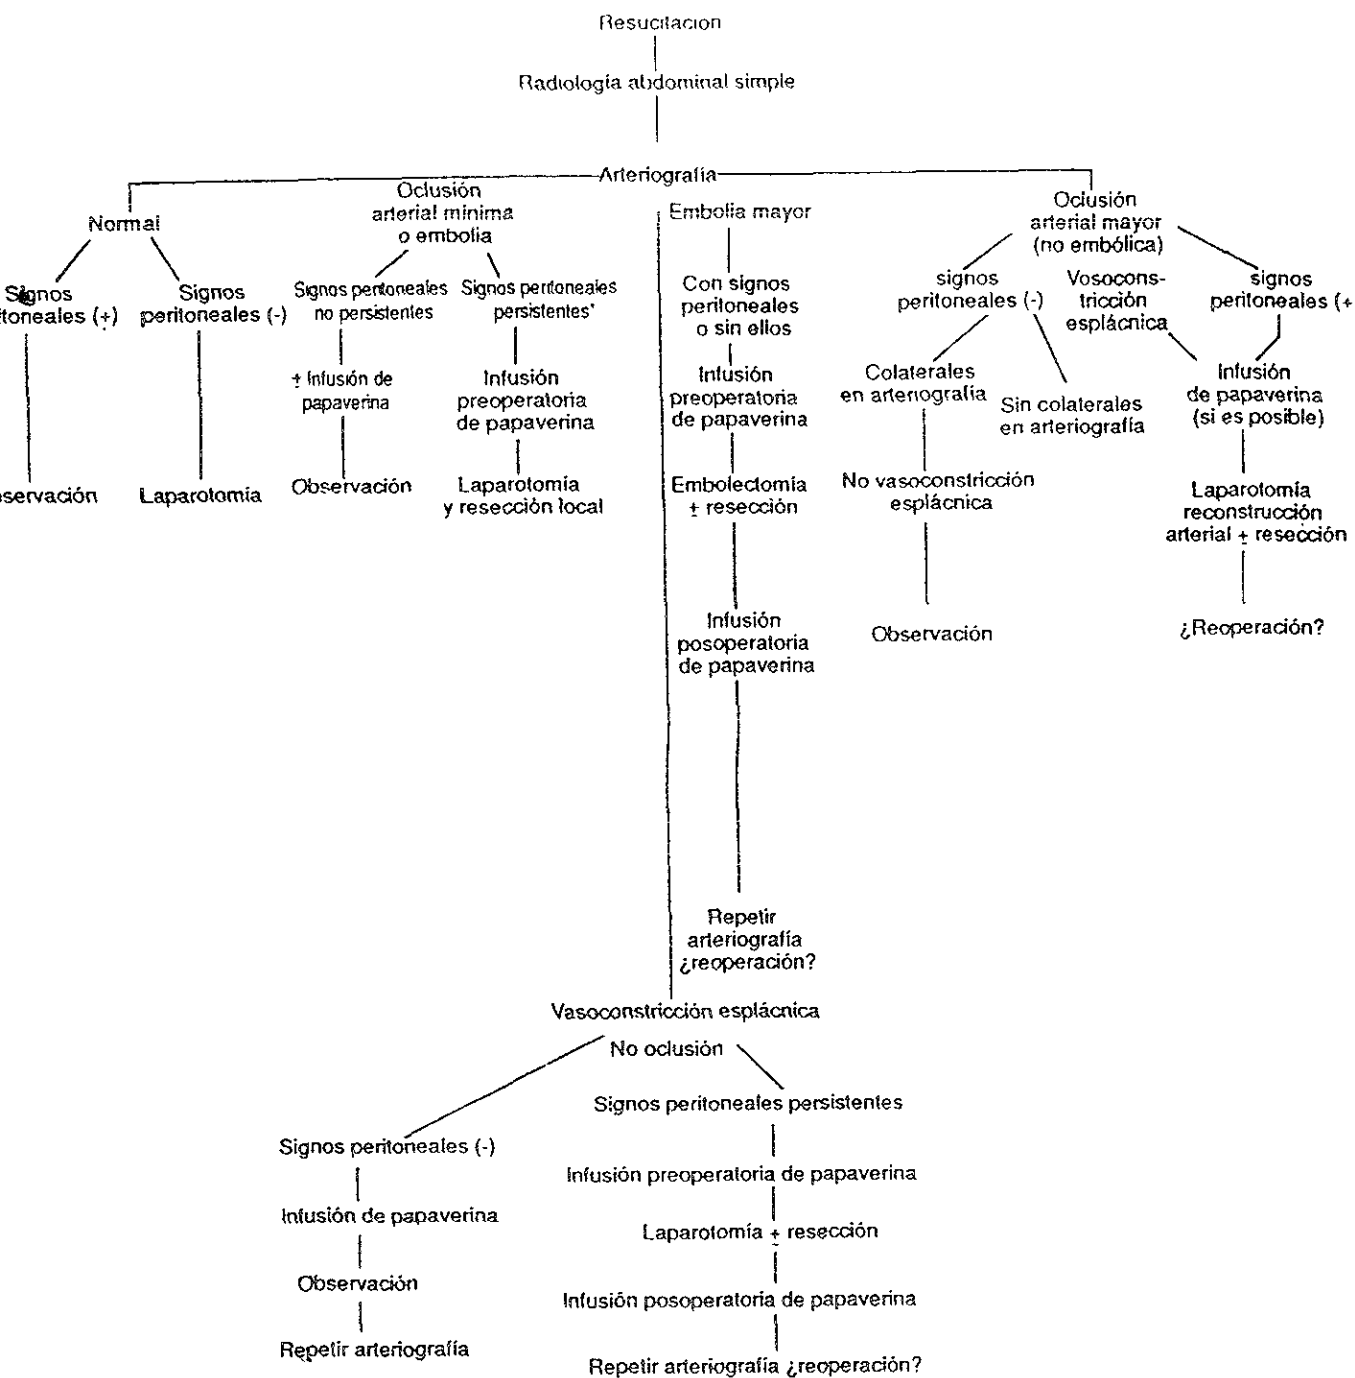 Resucitacion
Radiología abdominal simple
Arteriografía
Normal
Signos
itoneales (+)
bservación
Signos
peritoneales (-)
Laparotomía
Oclusión
arterial mínima
o embolia
Signos peritoneales
no persistentes
+ Infusión de
papaverina
Observación
Signos peritoneales
persistentes*
Infusión
preoperatoria
de papaverina
Laparotomía
y resección local
Embolia mayor
Con signos
peritoneales
o sin ellos
Infusión
preoperatoria
de papaverina
Embolectomía
± resección
Infusión
posoperatoria
de papaverina
Repetir
arteriografía
¿reoperación?
Oclusión
arterial mayor
(no embólica)
signos
peritoneales (-)
Colaterales
en arteriografía
No vasoconstricción
esplácnica
Observación
Sin colaterales
en arteriografía
Vosocons-
tricción
esplácnica
signos
peritoneales (+
Infusión
de papaverina
(si es posible)
Laparotomía
reconstrucción
arterial ± resección
¿Reoperación?
Vasoconstricción esplácnica
No oclusión
Signos peritoneales (-)
Infusión de papaverina
Observación
Repetir arteriografía
Signos peritoneales persistentes
Infusión preoperatoria de papaverina
Laparotomía ± resección
Infusión posoperatoria de papaverina
Repetir arteriografía ¿reoperación?